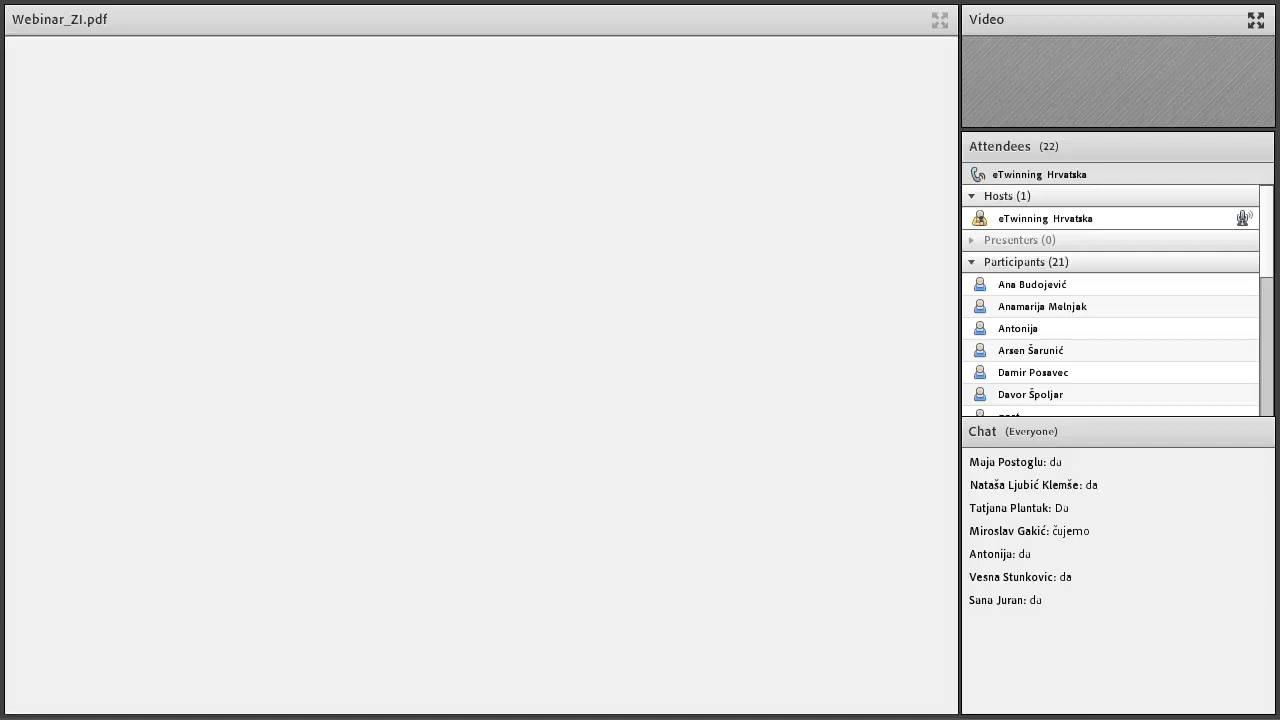 Webinar_ZI.pdf
Video
Attendees (22)
eTwinning Hrvatska
Hosts (1)
eTwinning Hrvatska
Presenters (0)
Participants (21)
Ana Budojević
Anamarija Melnjak
Antonija
Arsen Šarunić
Damir Posavec
Davor Špoljar
Chat (Everyone)
Maja Postoglu: da
Nataša Ljubić Klemše: da
Tatjana Plantak: Da
Miroslav Gakić: čujemo
Antonija: da
Vesna Stunkovic: da
Sana Juran: da